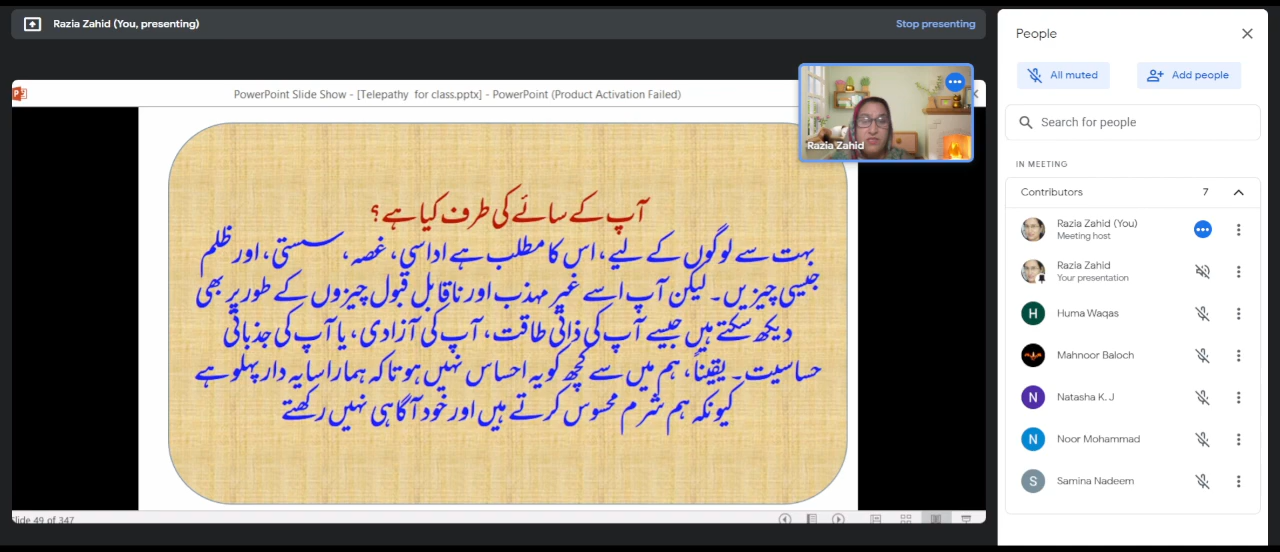 Razia Zahid (You, presenting)
Stop presenting
PowerPoint Slide Show - [Telepathy for class.pptx] - PowerPoint (Product Activation Failed)
Razia Zahid
آپ کے سائے کی طرف کیا ہے؟
بہت سے لوگوں کے لیے، اس کا مطلب ہے اداسی، غصہ، سستی، اور ظلم
جیسی چیزیں۔ لیکن آپ اسے غیر مہذب اور ناقابل قبول چیزوں کے طور پر بھی
دیکھ سکتے ہیں جیسے آپ کی ذاتی طاقت، آپ کی آزادی، یا آپ کی جذباتی
حساسیت۔ یقیناً، ہم میں سے کچھ کو یہ احساس نہیں ہوتا کہ ہمارا سایہ دار پہلو ہے
کیونکہ ہم شرم محسوس کرتے ہیں اور خود آگاہی نہیں رکھتے
lide 49 of 347
People
All muted
Add people
Search for people
IN MEETING
Contributors
7
Razia Zahid (You)
Meeting host
Razia Zahid
Your presentation
H
Huma Waqas
Mahnoor Baloch
N
Natasha K. J
N
Noor Mohammad
S
Samina Nadeem